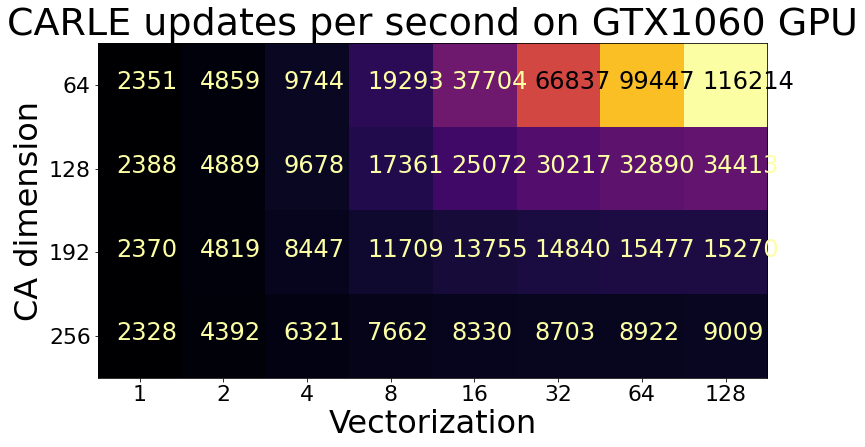 CARLE updates per second on GTX1060 GPU
CA dimension
64 2351 4859 9744 19293 37704 66837 99447 116214
128 2388 4889 9678 17361 25072 30217 32890 34413
192 2370 4819 8447 11709 13755 14840 15477 15270
256 2328 4392 6321 7662 8330 8703 8922 9009
1 2 4 8 16 32 64 128
Vectorization